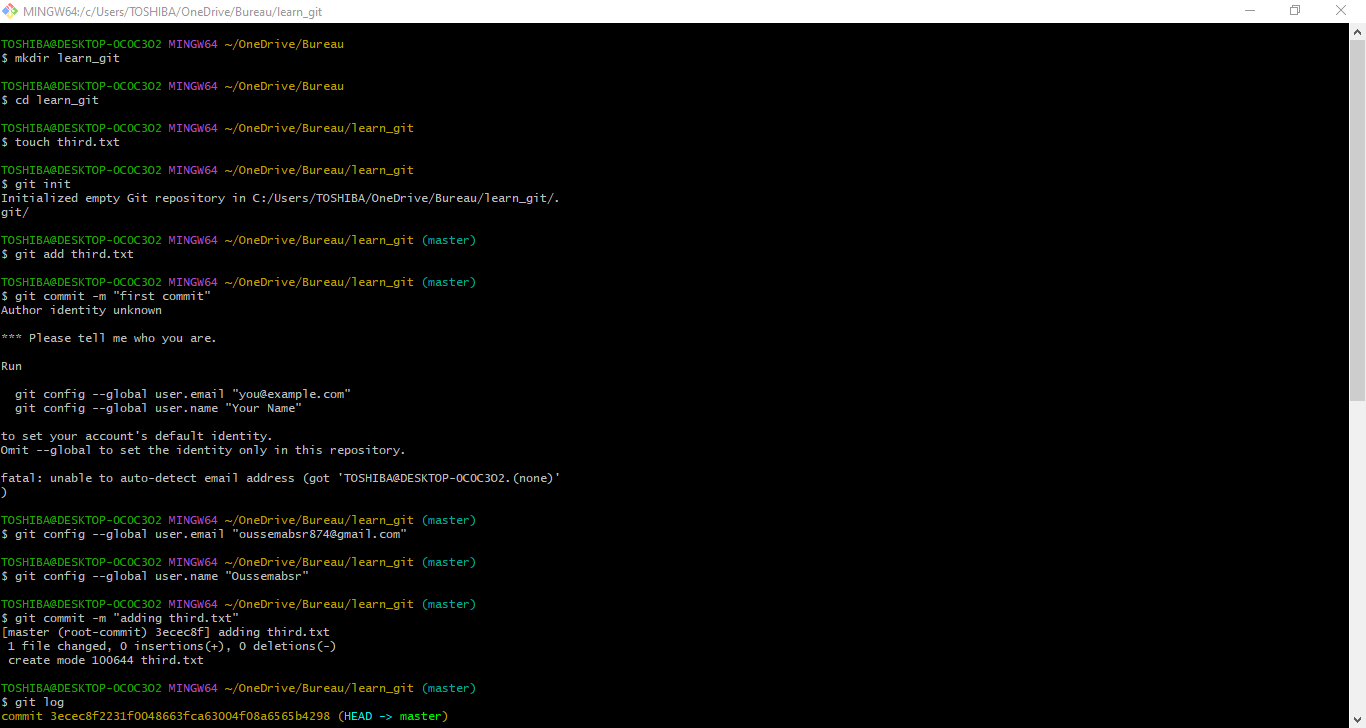 MINGW64:/c/Users/TOSHIBA/OneDrive/Bureau/learn_git
TOSHIBA@DESKTOP-OCOC3O2 MINGW64 ~/OneDrive/Bureau
$ mkdir learn_git
TOSHIBA@DESKTOP-OCOC3O2 MINGW64 ~/OneDrive/Bureau
$ cd learn_git
TOSHIBA@DESKTOP-OCOC3O2 MINGW64 ~/OneDrive/Bureau/learn_git
$ touch third.txt
TOSHIBA@DESKTOP-OCOC3O2 MINGW64 ~/OneDrive/Bureau/learn_git
$ git init
Initialized empty Git repository in C:/Users/TOSHIBA/OneDrive/Bureau/learn_git/.
git/
TOSHIBA@DESKTOP-OCOC3O2 MINGW64 ~/OneDrive/Bureau/learn_git (master)
$ git add third.txt
TOSHIBA@DESKTOP-OCOC3O2 MINGW64 ~/OneDrive/Bureau/learn_git (master)
$ git commit -m "first commit"
Author identity unknown
*** Please tell me who you are.
Run
  git config --global user.email "you@example.com"
  git config --global user.name "Your Name"
to set your account's default identity.
Omit --global to set the identity only in this repository.
fatal: unable to auto-detect email address (got 'TOSHIBA@DESKTOP-OCOC3O2.(none)'
)
TOSHIBA@DESKTOP-OCOC3O2 MINGW64 ~/OneDrive/Bureau/learn_git (master)
$ git config --global user.email "oussemabsr874@gmail.com"
TOSHIBA@DESKTOP-OCOC3O2 MINGW64 ~/OneDrive/Bureau/learn_git (master)
$ git config --global user.name "Oussemabsr"
TOSHIBA@DESKTOP-OCOC3O2 MINGW64 ~/OneDrive/Bureau/learn_git (master)
$ git commit -m "adding third.txt"
[master (root-commit) 3ecec8f] adding third.txt
 1 file changed, 0 insertions(+), 0 deletions(-)
 create mode 100644 third.txt
TOSHIBA@DESKTOP-OCOC3O2 MINGW64 ~/OneDrive/Bureau/learn_git (master)
$ git log
commit 3ecec8f2231f0048663fca63004f08a6565b4298 (HEAD -> master)